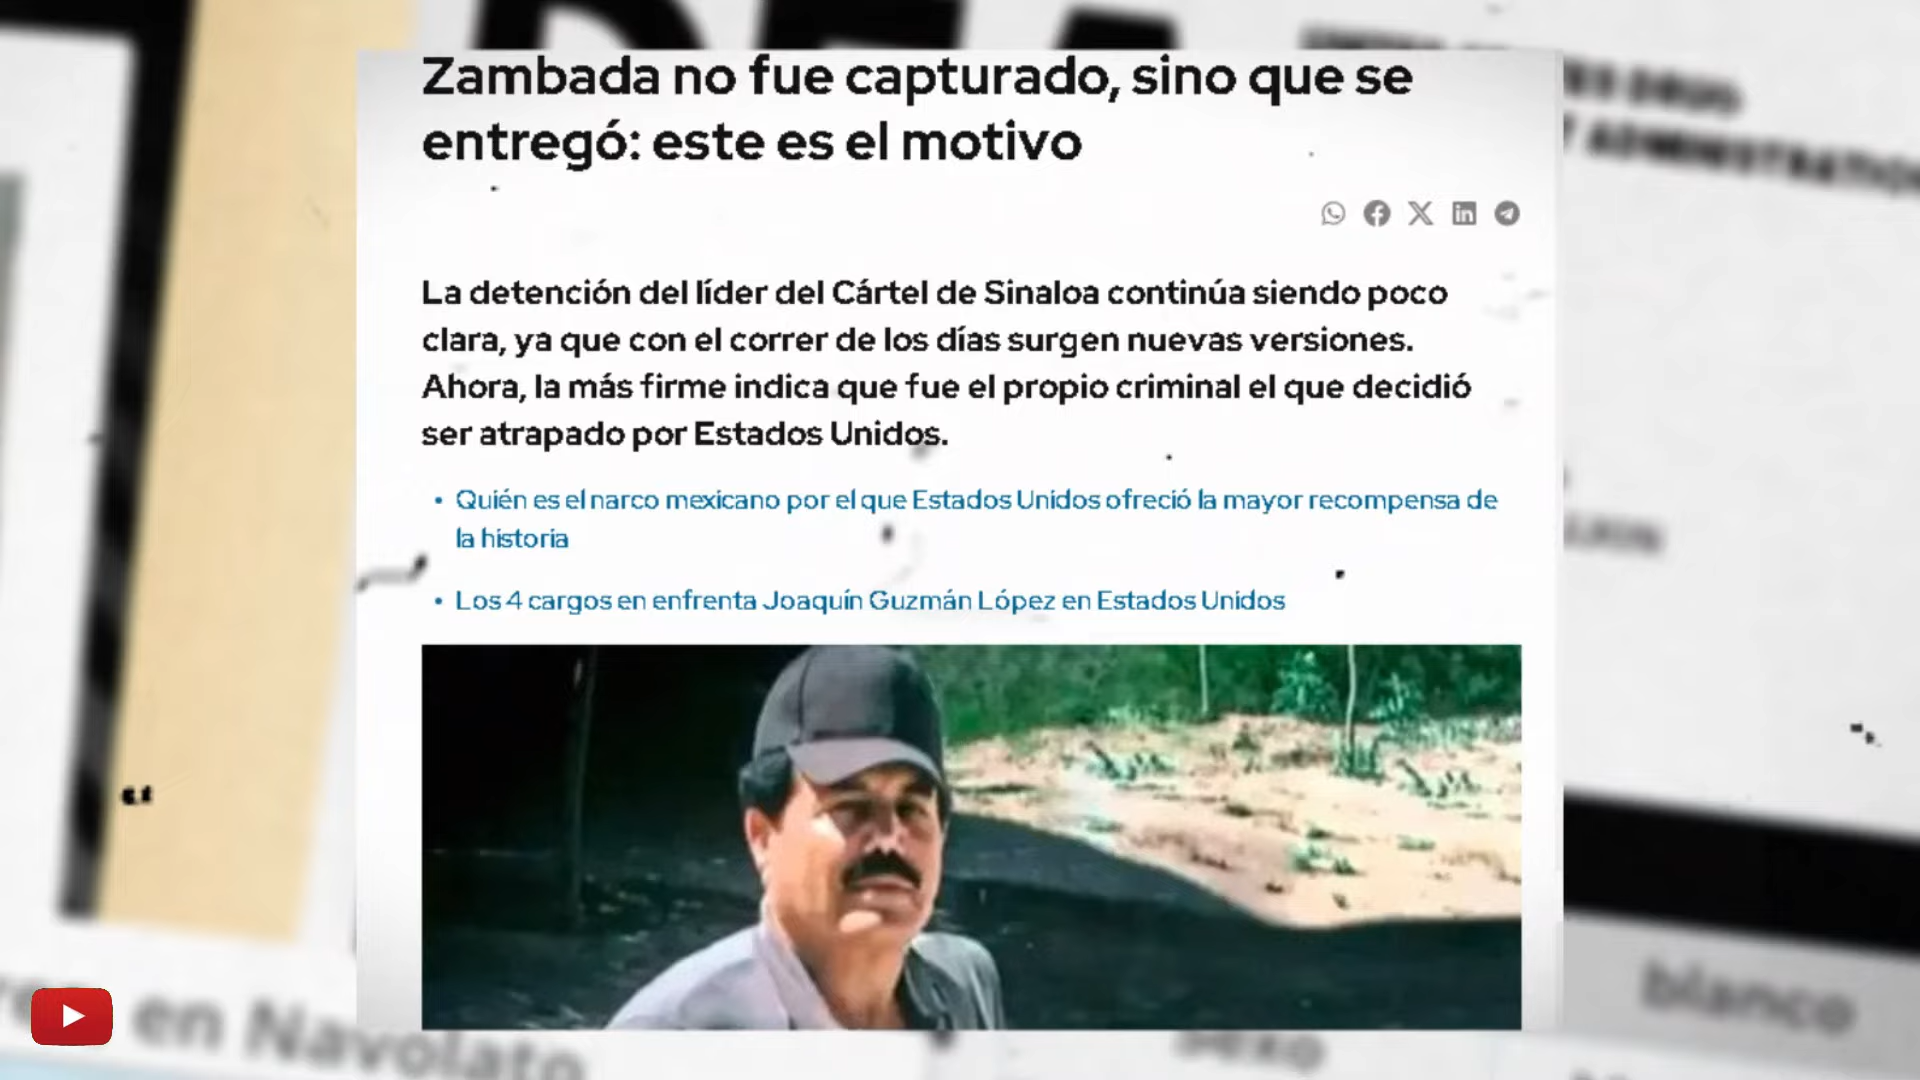 DEA
Zambada no fue capturado, sino que se
entregó: este es el motivo
La detención del líder del Cártel de Sinaloa continúa siendo poco
clara, ya que con el correr de los días surgen nuevas versiones.
Ahora, la más firme indica que fue el propio criminal el que decidió
ser atrapado por Estados Unidos.
• Quién es el narco mexicano por el que Estados Unidos ofreció la mayor recompensa de
la historia
• Los 4 cargos en enfrenta Joaquín Guzmán López en Estados Unidos
en Navolato
blanco